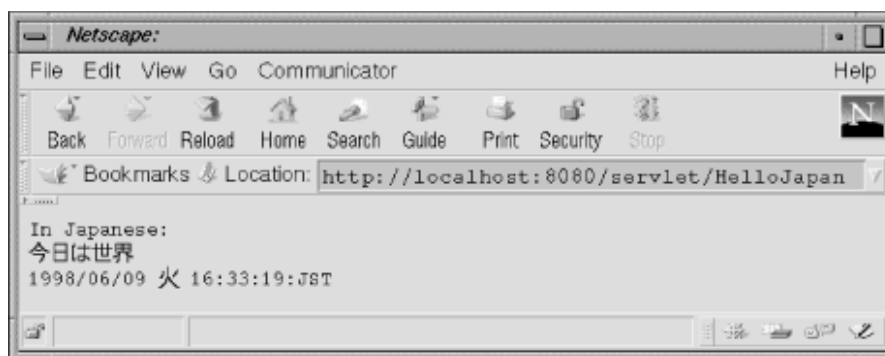 Netscape:
File Edit View Go Communicator Help
Back Forward Reload Home Search Guide Print Security Stop
N
Bookmarks Location: http://localhost:8080/servlet/HelloJapan
In Japanese:
今日は世界
1998/06/09 火 16:33:19:JST